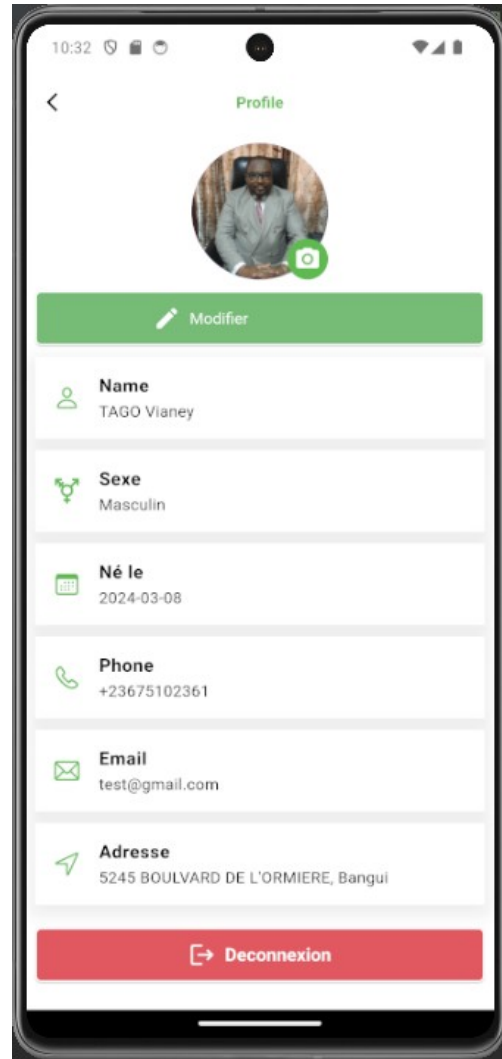 10:32
Profile
Modifier
Name
TAGO Vianey
Sexe
Masculin
Né le
2024-03-08
Phone
+23675102361
Email
test@gmail.com
Adresse
5245 BOULVARD DE L'ORMIERE, Bangui
Deconnexion